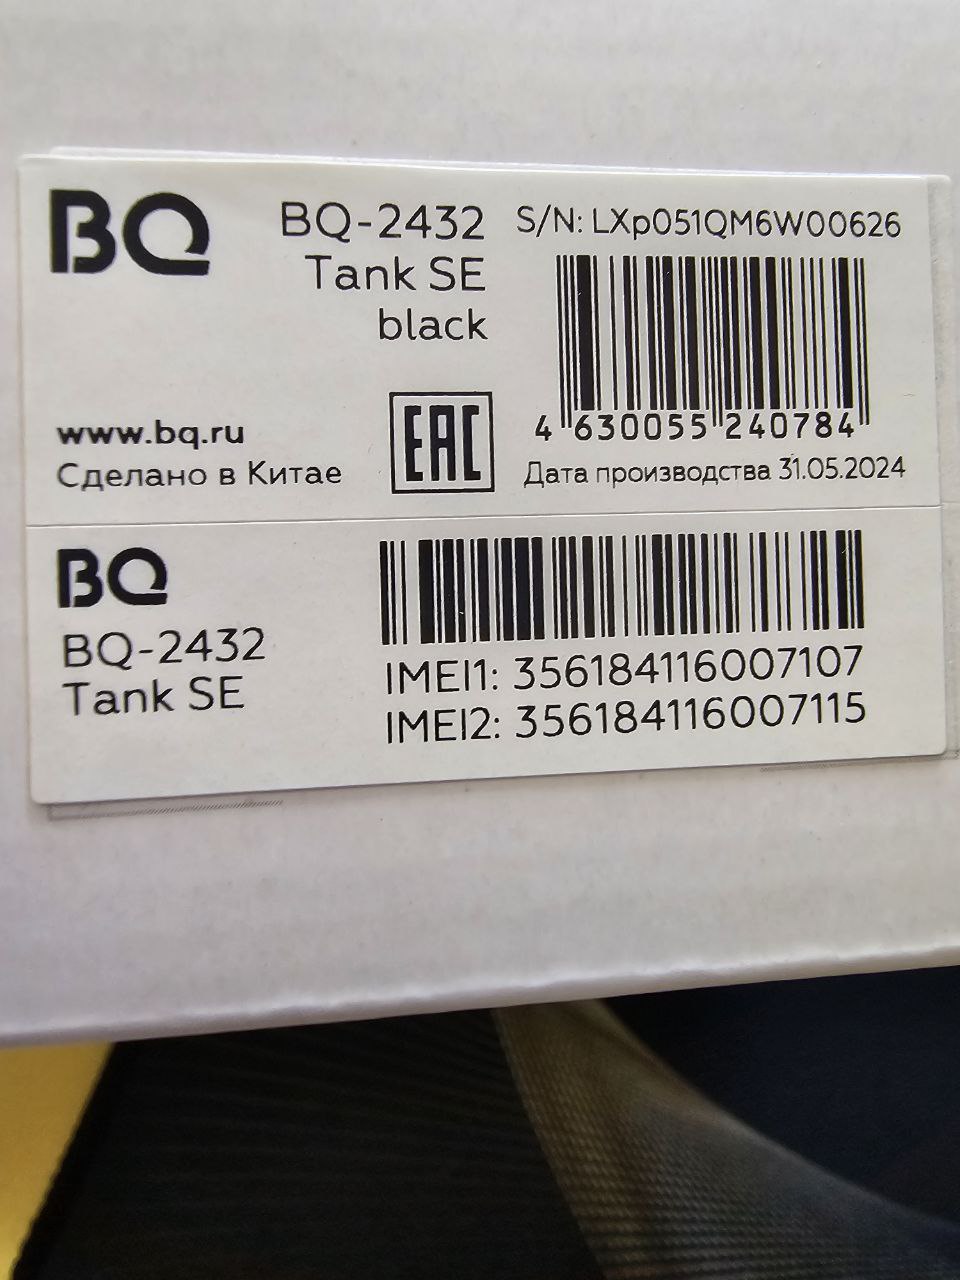 BQ
BQ-2432
Tank SE
black
S/N: LXp051QM6W00626
4 630055 240784
www.bq.ru
Сделано в Китае
EAC
Дата производства 31.05.2024
BQ
BQ-2432
Tank SE
IMEI1: 356184116007107
IMEI2: 356184116007115